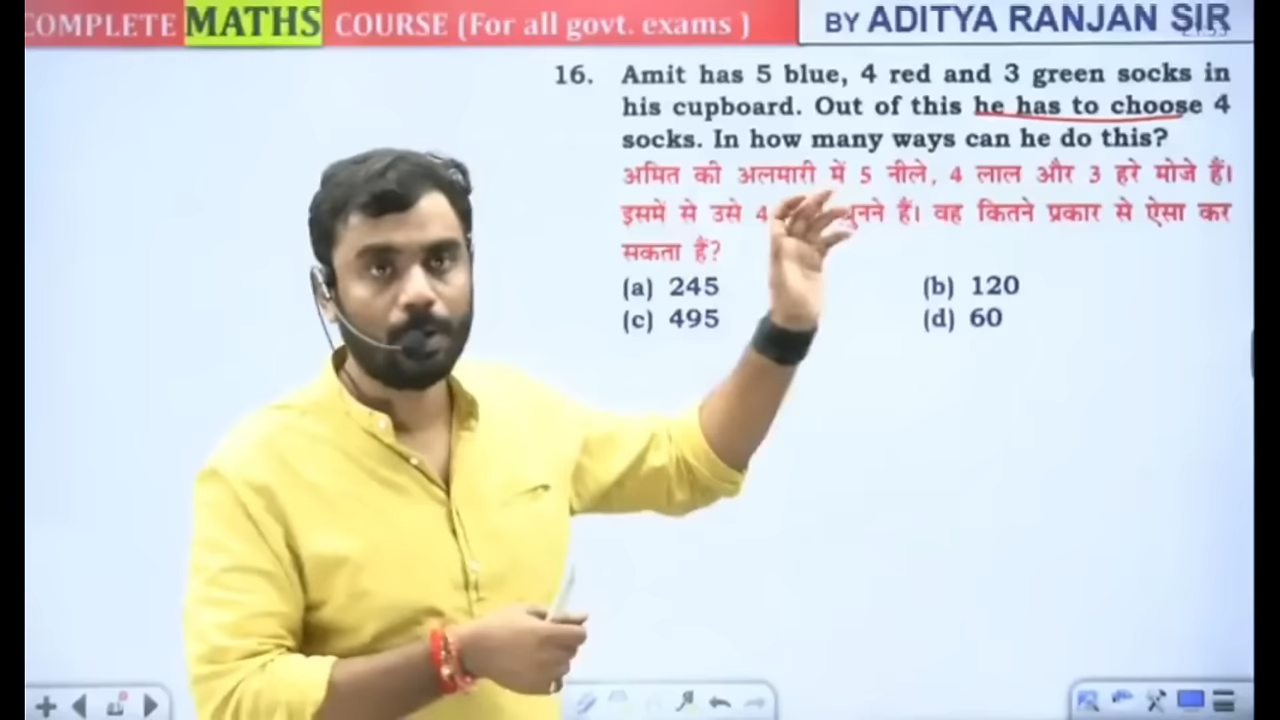 COMPLETE MATHS COURSE (For all govt. exams )
BY ADITYA RANJAN SIR
16. Amit has 5 blue, 4 red and 3 green socks in
his cupboard. Out of this he has to choose 4
socks. In how many ways can he do this?
अमित की अलमारी में 5 नीले, 4 लाल और 3 हरे मोजे हैं।
इसमें से उसे 4 चुनने हैं। वह कितने प्रकार से ऐसा कर
सकता हैं?
(a) 245 (b) 120
(c) 495 (d) 60